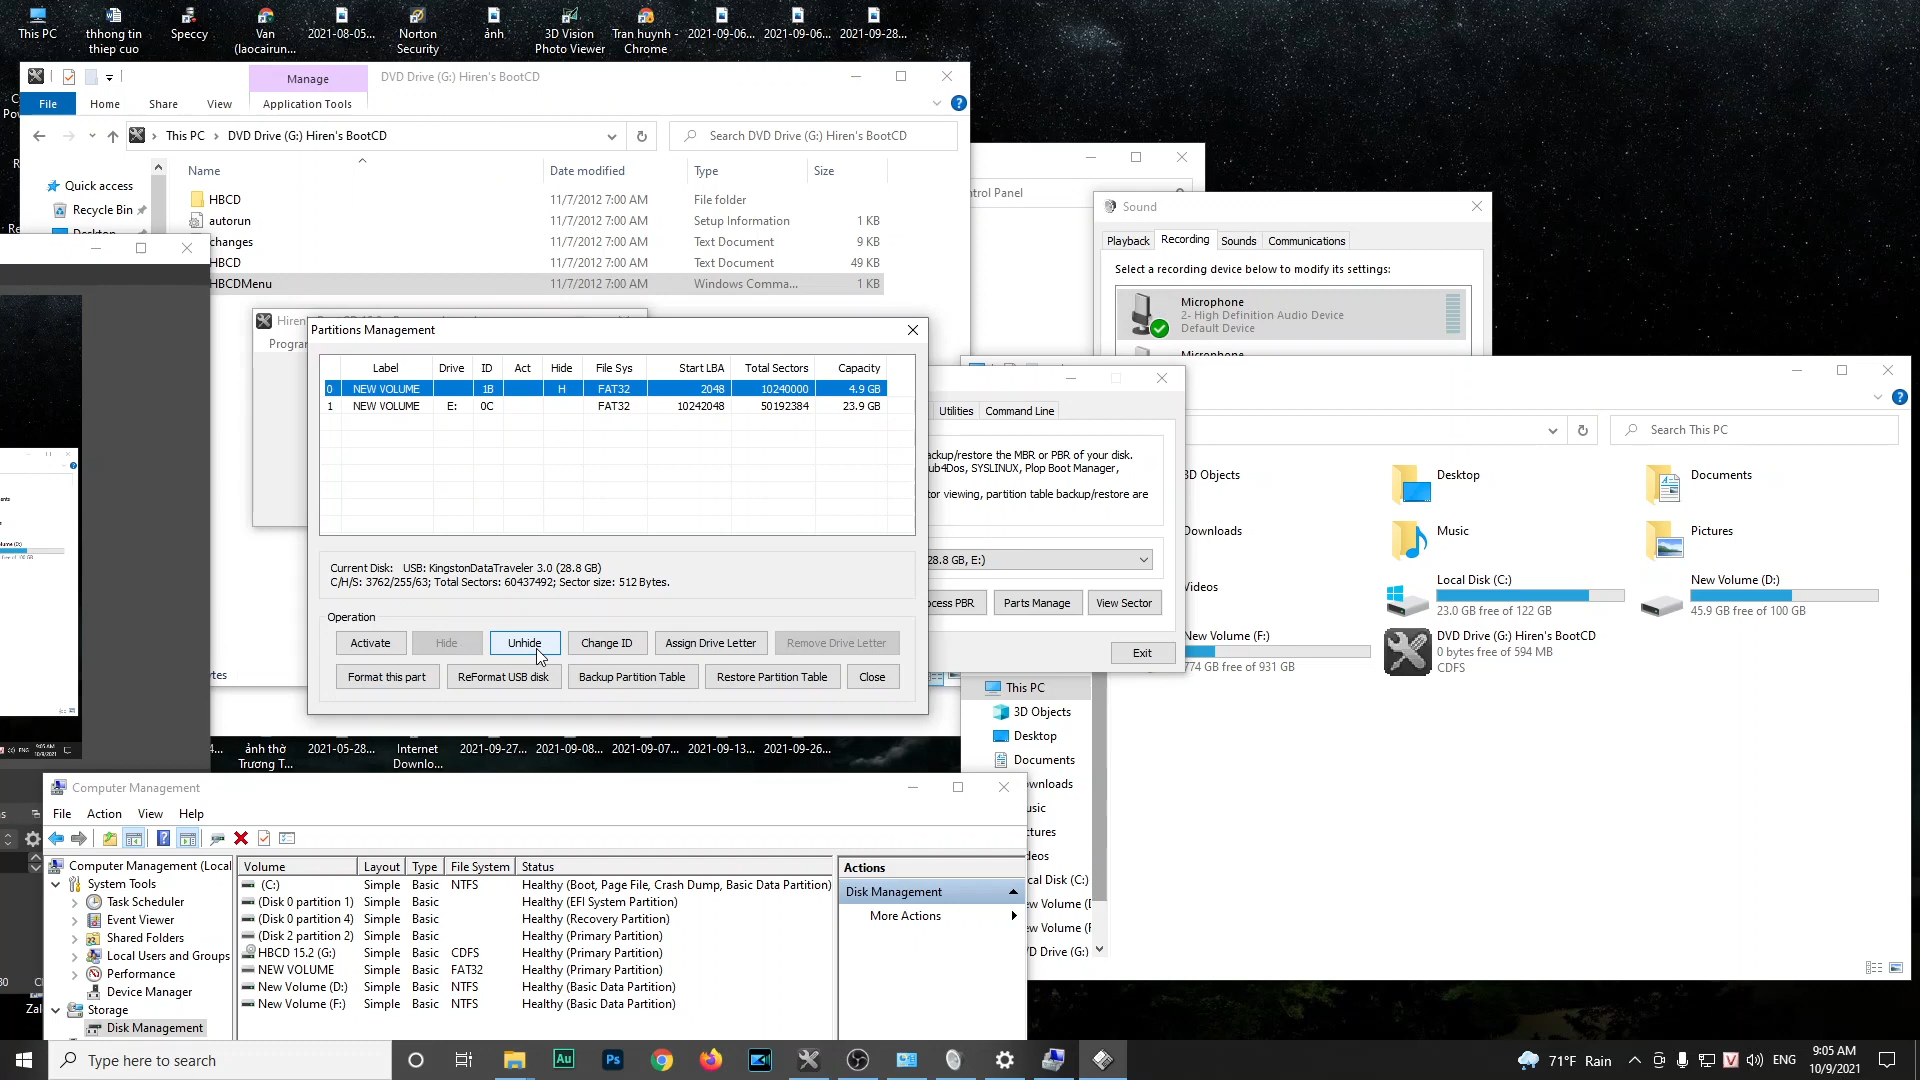 This PC
thhong tin
thiep cuo
Speccy
Van
(laocairun...
2021-08-05...
Norton
Security
ảnh
3D Vision
Photo Viewer
Tran huynh -
Chrome
2021-09-06...
2021-09-06...
2021-09-28...
Manage
DVD Drive (G:) Hiren's BootCD
File
Home
Share
View
Application Tools
This PC › DVD Drive (G:) Hiren's BootCD
Search DVD Drive (G:) Hiren's BootCD
Quick access
Recycle Bin
Desktop
Name
Date modified
Type
Size
HBCD
11/7/2012 7:00 AM
File folder
autorun
11/7/2012 7:00 AM
Setup Information
1 KB
changes
11/7/2012 7:00 AM
Text Document
9 KB
HBCD
11/7/2012 7:00 AM
Text Document
49 KB
HBCDMenu
11/7/2012 7:00 AM
Windows Comma...
1 KB
ntrol Panel
Sound
Playback
Recording
Sounds
Communications
Select a recording device below to modify its settings:
Microphone
2- High Definition Audio Device
Default Device
Hiren
Progran
Partitions Management
Label Drive ID Act Hide File Sys Start LBA Total Sectors Capacity
0 NEW VOLUME 1B H FAT32 2048 10240000 4.9 GB
1 NEW VOLUME E: 0C FAT32 10242048 50192384 23.9 GB
Current Disk: USB: KingstonDataTraveler 3.0 (28.8 GB)
C/H/S: 3762/255/63; Total Sectors: 60437492; Sector size: 512 Bytes.
Operation
Activate
Hide
Unhide
Change ID
Assign Drive Letter
Remove Drive Letter
Format this part
ReFormat USB disk
Backup Partition Table
Restore Partition Table
Close
Utilities
Command Line
ackup/restore the MBR or PBR of your disk.
ub4Dos, SYSLINUX, Plop Boot Manager,
tor viewing, partition table backup/restore are
28.8 GB, E:)
ocess PBR
Parts Manage
View Sector
Exit
Search This PC
3D Objects
Desktop
Documents
Downloads
Music
Pictures
Videos
Local Disk (C:)
23.0 GB free of 122 GB
New Volume (D:)
45.9 GB free of 100 GB
New Volume (F:)
774 GB free of 931 GB
DVD Drive (G:) Hiren's BootCD
0 bytes free of 594 MB
CDFS
This PC
3D Objects
Desktop
Documents
ownloads
usic
ctures
deos
cal Disk (C:)
ew Volume (D
ew Volume (F
D Drive (G:)
ytes
4...
ảnh thờ
Trương T...
2021-05-28...
Internet
Downlo...
2021-09-27...
2021-09-08...
2021-09-07...
2021-09-13...
2021-09-26...
Computer Management
File
Action
View
Help
Computer Management (Local
System Tools
Task Scheduler
Event Viewer
Shared Folders
Local Users and Groups
Performance
Device Manager
Storage
Disk Management
Volume Layout Type File System Status
(C:) Simple Basic NTFS Healthy (Boot, Page File, Crash Dump, Basic Data Partition)
(Disk 0 partition 1) Simple Basic Healthy (EFI System Partition)
(Disk 0 partition 4) Simple Basic Healthy (Recovery Partition)
(Disk 2 partition 2) Simple Basic Healthy (Primary Partition)
HBCD 15.2 (G:) Simple Basic CDFS Healthy (Primary Partition)
NEW VOLUME Simple Basic FAT32 Healthy (Primary Partition)
New Volume (D:) Simple Basic NTFS Healthy (Basic Data Partition)
New Volume (F:) Simple Basic NTFS Healthy (Basic Data Partition)
Actions
Disk Management
More Actions
Zal
Type here to search
Au
Ps
71°F Rain
ENG
9:05 AM
10/9/2021